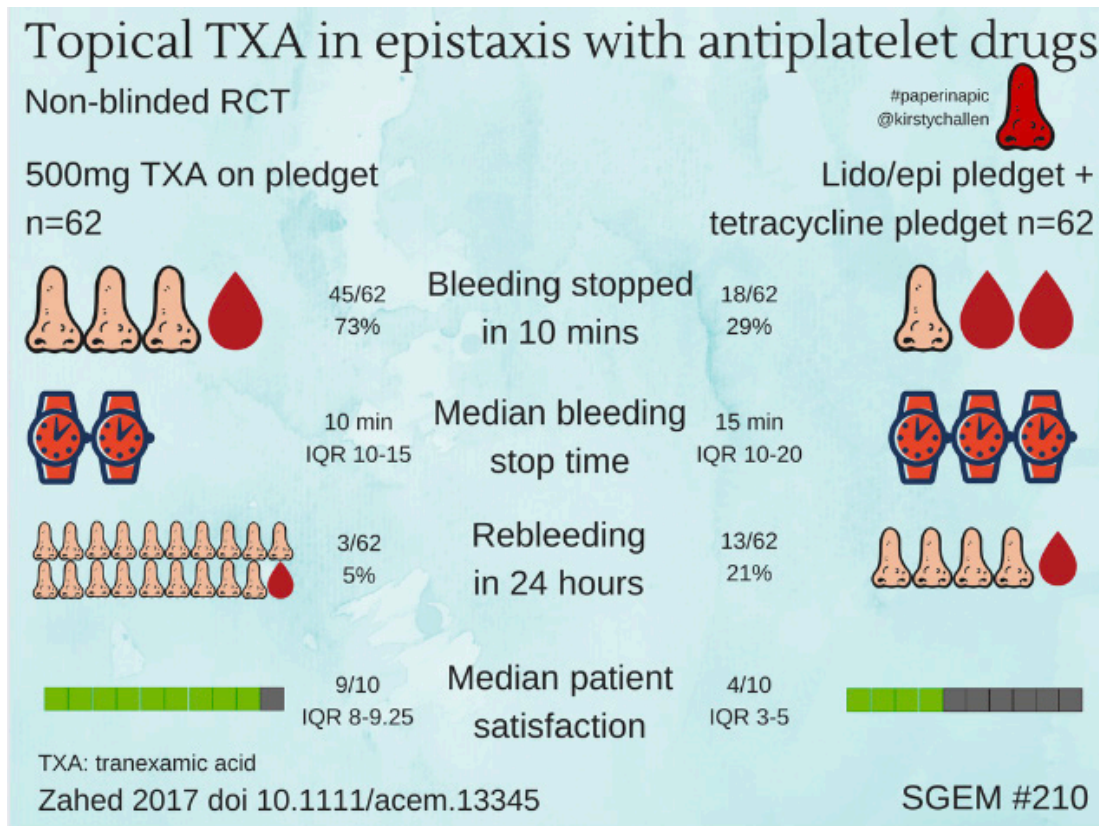 Topical TXA in epistaxis with antiplatelet drugs
Non-blinded RCT
#paperinapic
@kirstychallen
500mg TXA on pledget
n=62
Lido/epi pledget +
tetracycline pledget n=62
45/62
73%
Bleeding stopped
in 10 mins
18/62
29%
10 min
IQR 10-15
Median bleeding
stop time
15 min
IQR 10-20
3/62
5%
Rebleeding
in 24 hours
13/62
21%
9/10
IQR 8-9.25
Median patient
satisfaction
4/10
IQR 3-5
TXA: tranexamic acid
Zahed 2017 doi 10.1111/acem.13345
SGEM #210